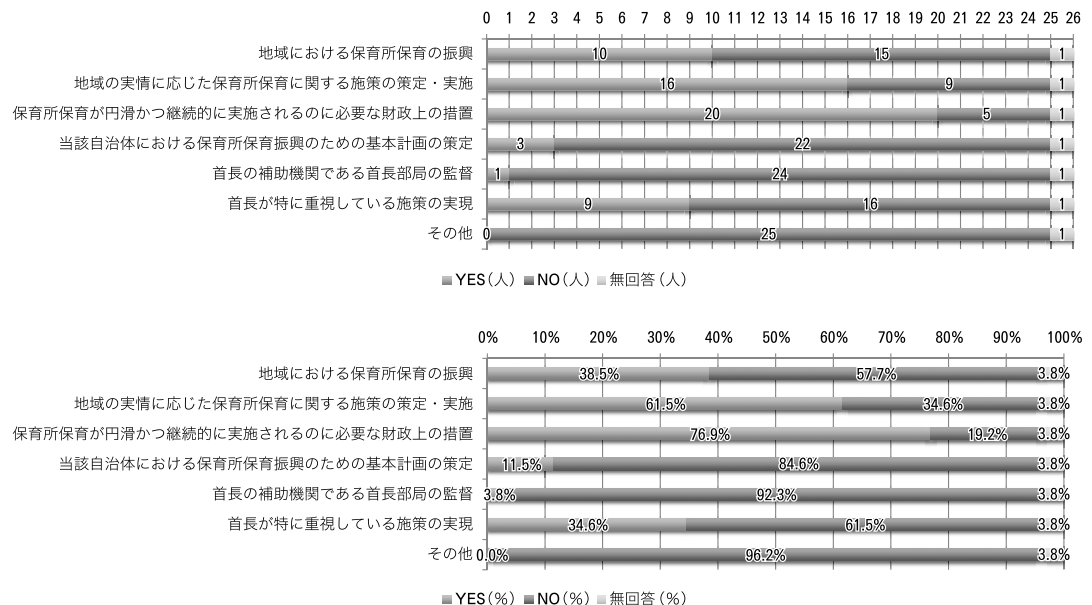 0 1 2 3 4 5 6 7 8 9 10 11 12 13 14 15 16 17 18 19 20 21 22 23 24 25 26
地域における保育所保育の振興 10 15 1
地域の実情に応じた保育所保育に関する施策の策定・実施 16 9 1
保育所保育が円滑かつ継続的に実施されるのに必要な財政上の措置 20 5 1
当該自治体における保育所保育振興のための基本計画の策定 3 22 1
首長の補助機関である首長部局の監督 1 24 1
首長が特に重視している施策の実現 9 16 1
その他 0 25 1
YES(人) NO(人) 無回答(人)
0% 10% 20% 30% 40% 50% 60% 70% 80% 90% 100%
地域における保育所保育の振興 38.5% 57.7% 3.8%
地域の実情に応じた保育所保育に関する施策の策定・実施 61.5% 34.6% 3.8%
保育所保育が円滑かつ継続的に実施されるのに必要な財政上の措置 76.9% 19.2% 3.8%
当該自治体における保育所保育振興のための基本計画の策定 11.5% 84.6% 3.8%
首長の補助機関である首長部局の監督 3.8% 92.3% 3.8%
首長が特に重視している施策の実現 34.6% 61.5% 3.8%
その他 0.0% 96.2% 3.8%
YES(%) NO(%) 無回答(%)